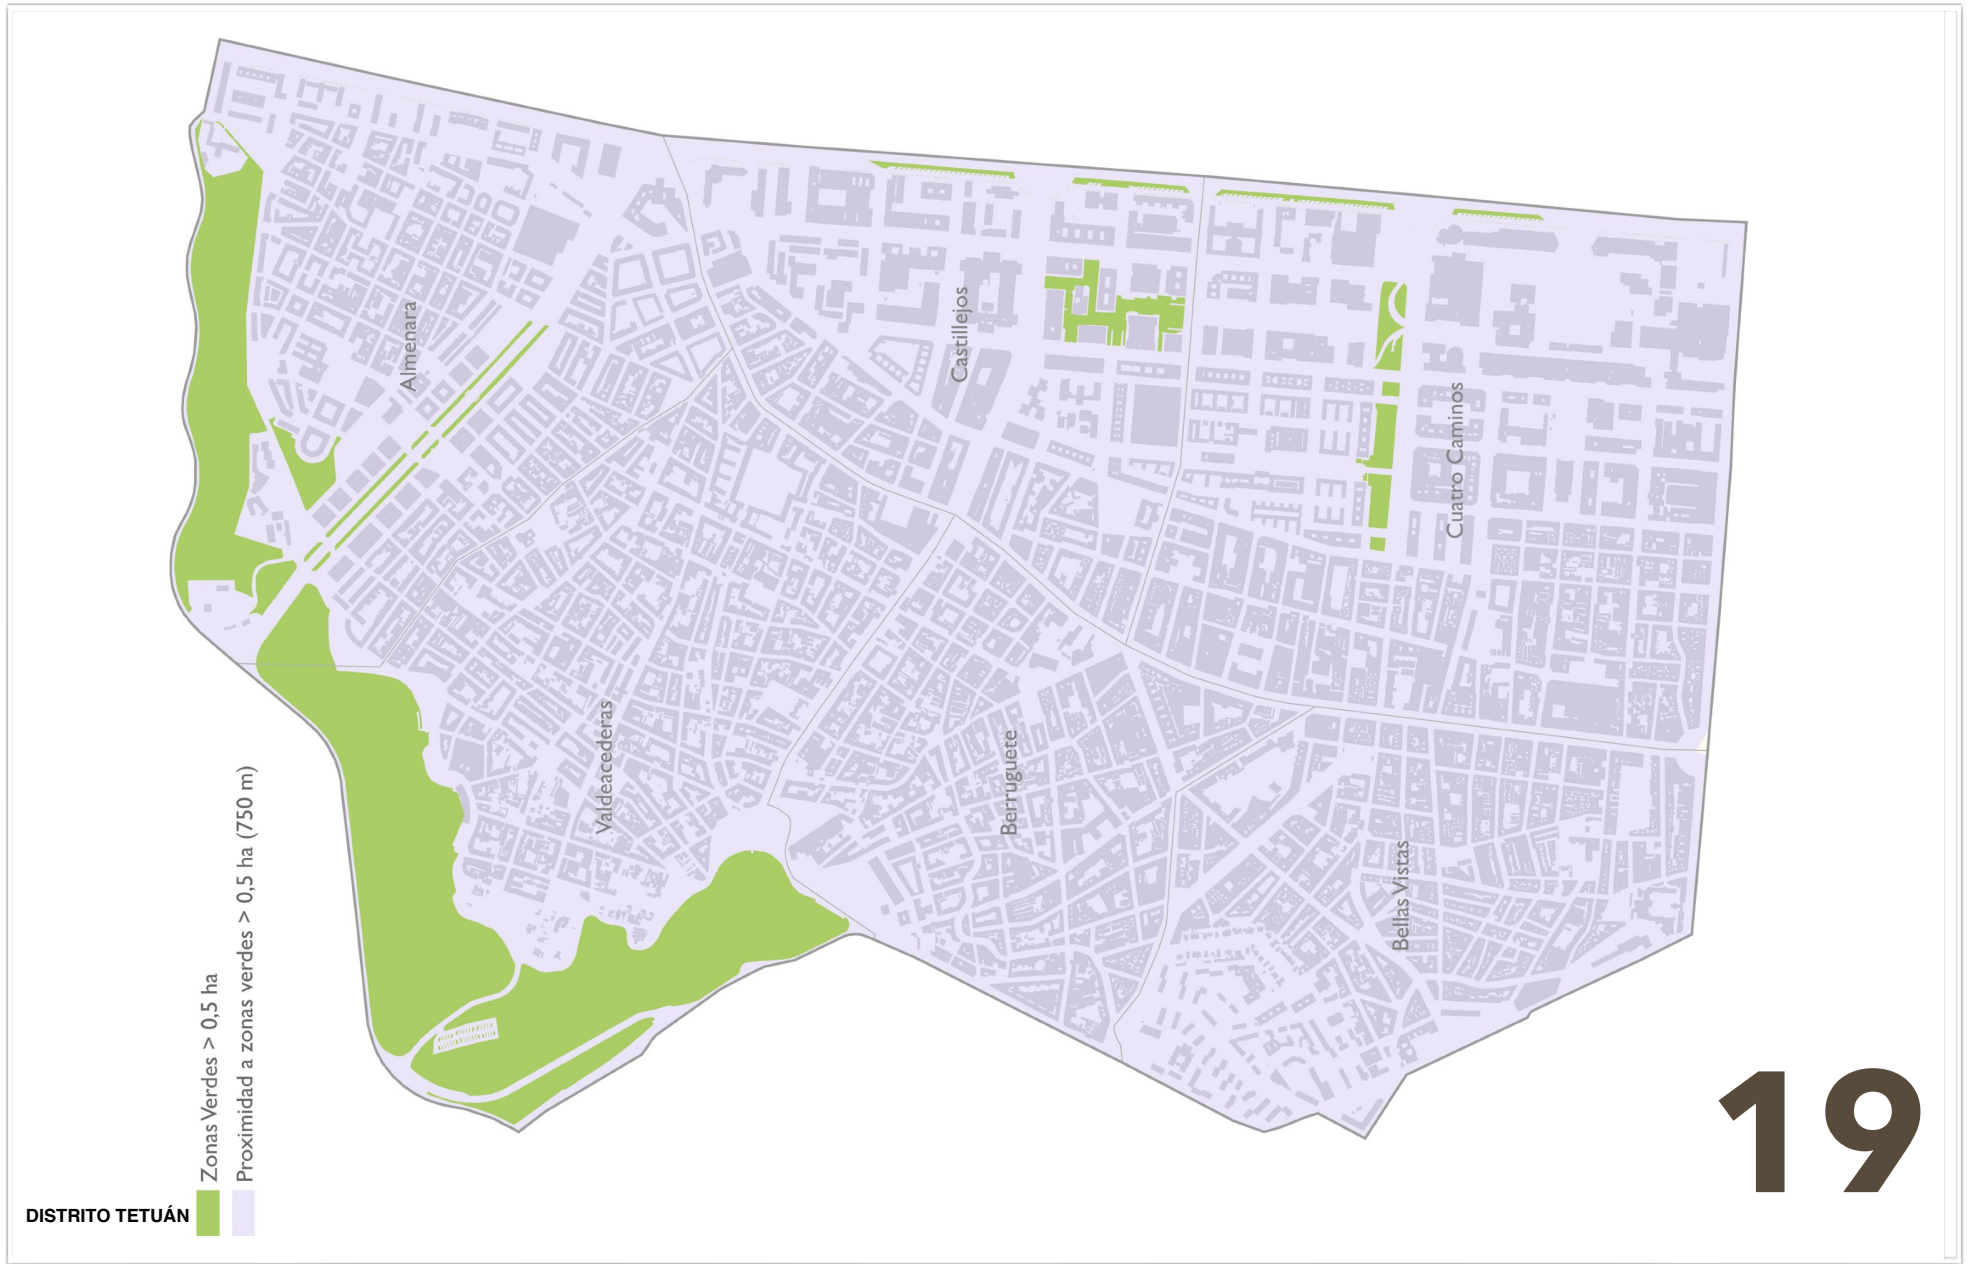 Almenara
Castillejos
Cuatro Caminos
Valdeacederas
Berruguete
Bellas Vistas
Zonas Verdes > 0,5 ha
Proximidad a zonas verdes > 0,5 ha (750 m)
DISTRITO TETUÁN
19